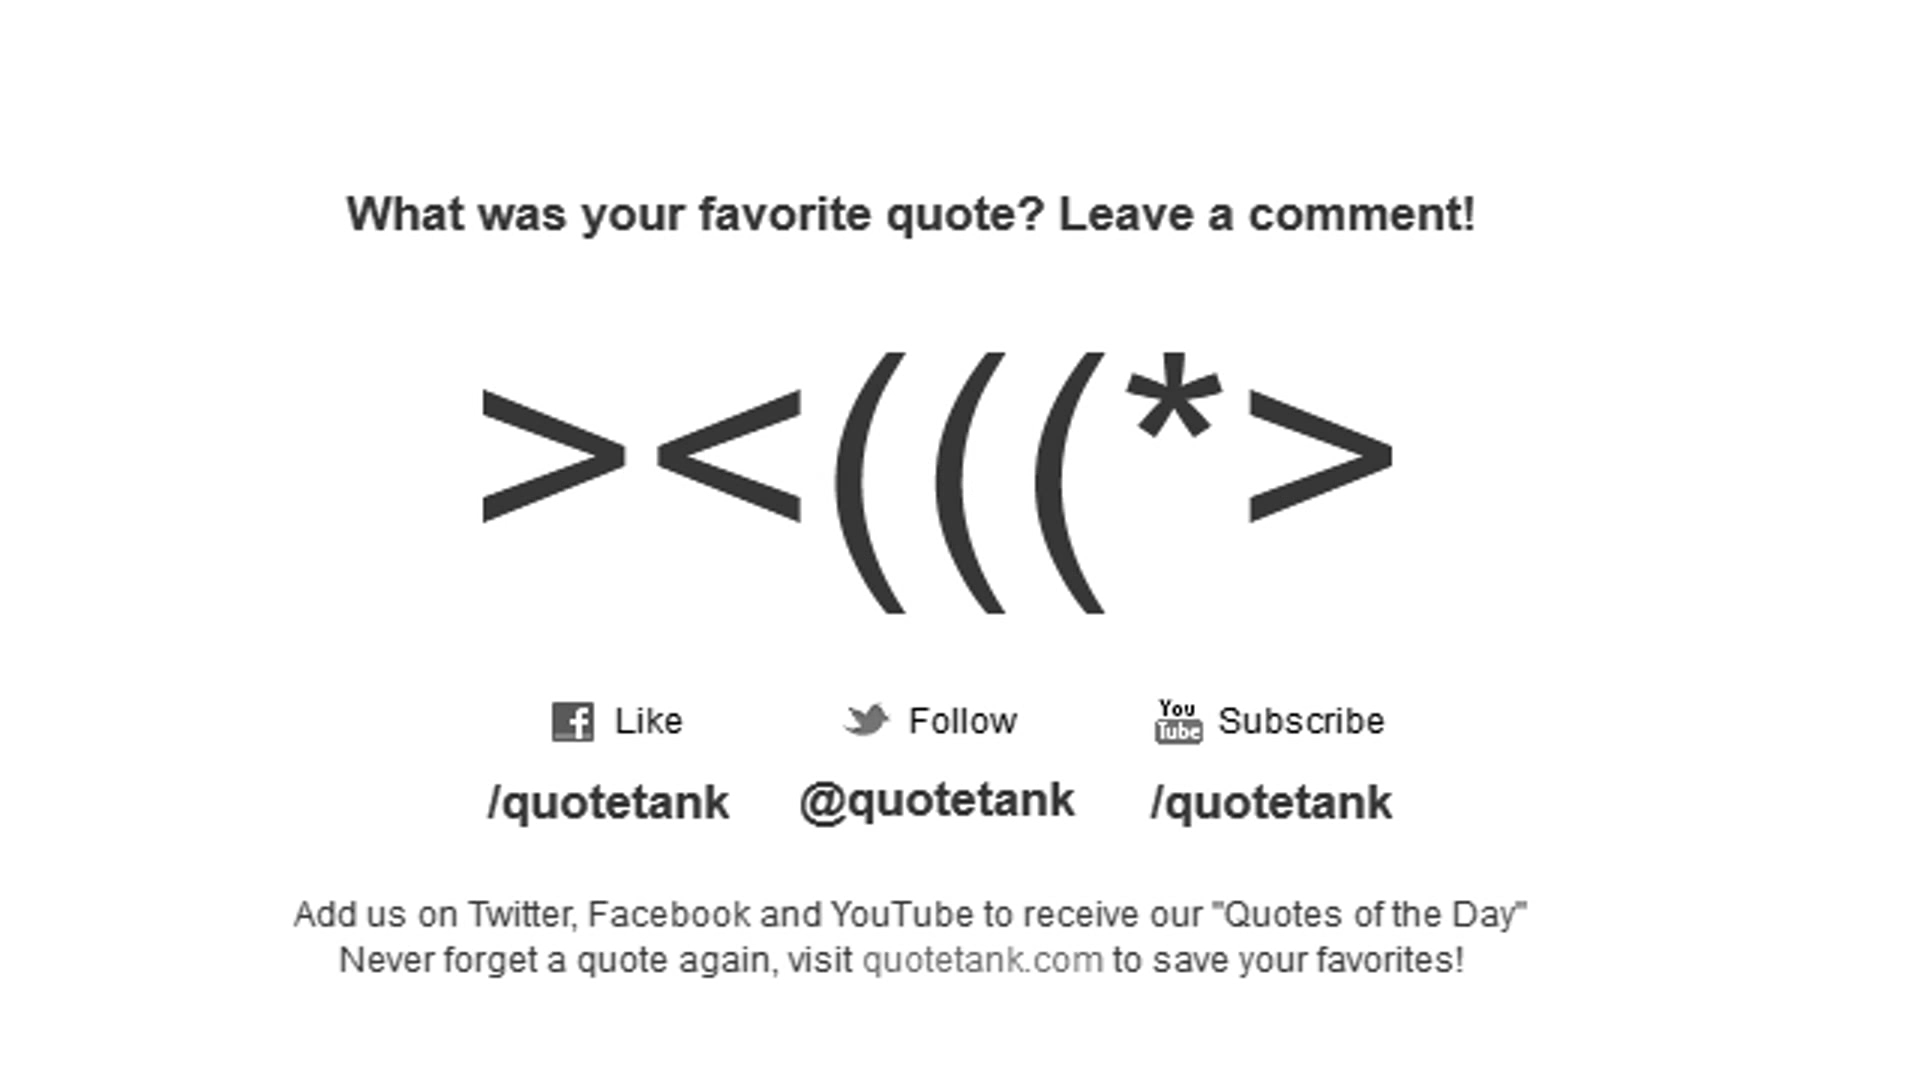 What was your favorite quote? Leave a comment!
><(((*>
f Like Follow You Tube Subscribe
/quotetank @quotetank /quotetank
Add us on Twitter, Facebook and YouTube to receive our "Quotes of the Day"
Never forget a quote again, visit quotetank.com to save your favorites!